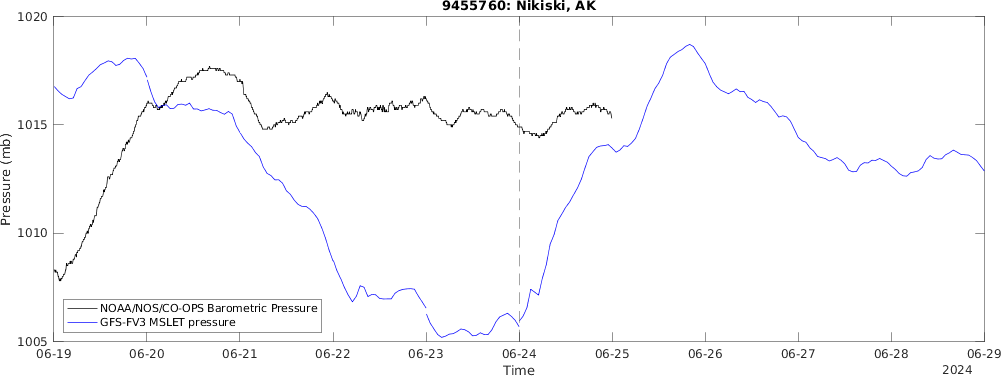 9455760: Nikiski, AK
1020
1015
1010
1005
Pressure (mb)
NOAA/NOS/CO-OPS Barometric Pressure
GFS-FV3 MSLET pressure
06-19 06-20 06-21 06-22 06-23 06-24 06-25 06-26 06-27 06-28 06-29
Time
2024